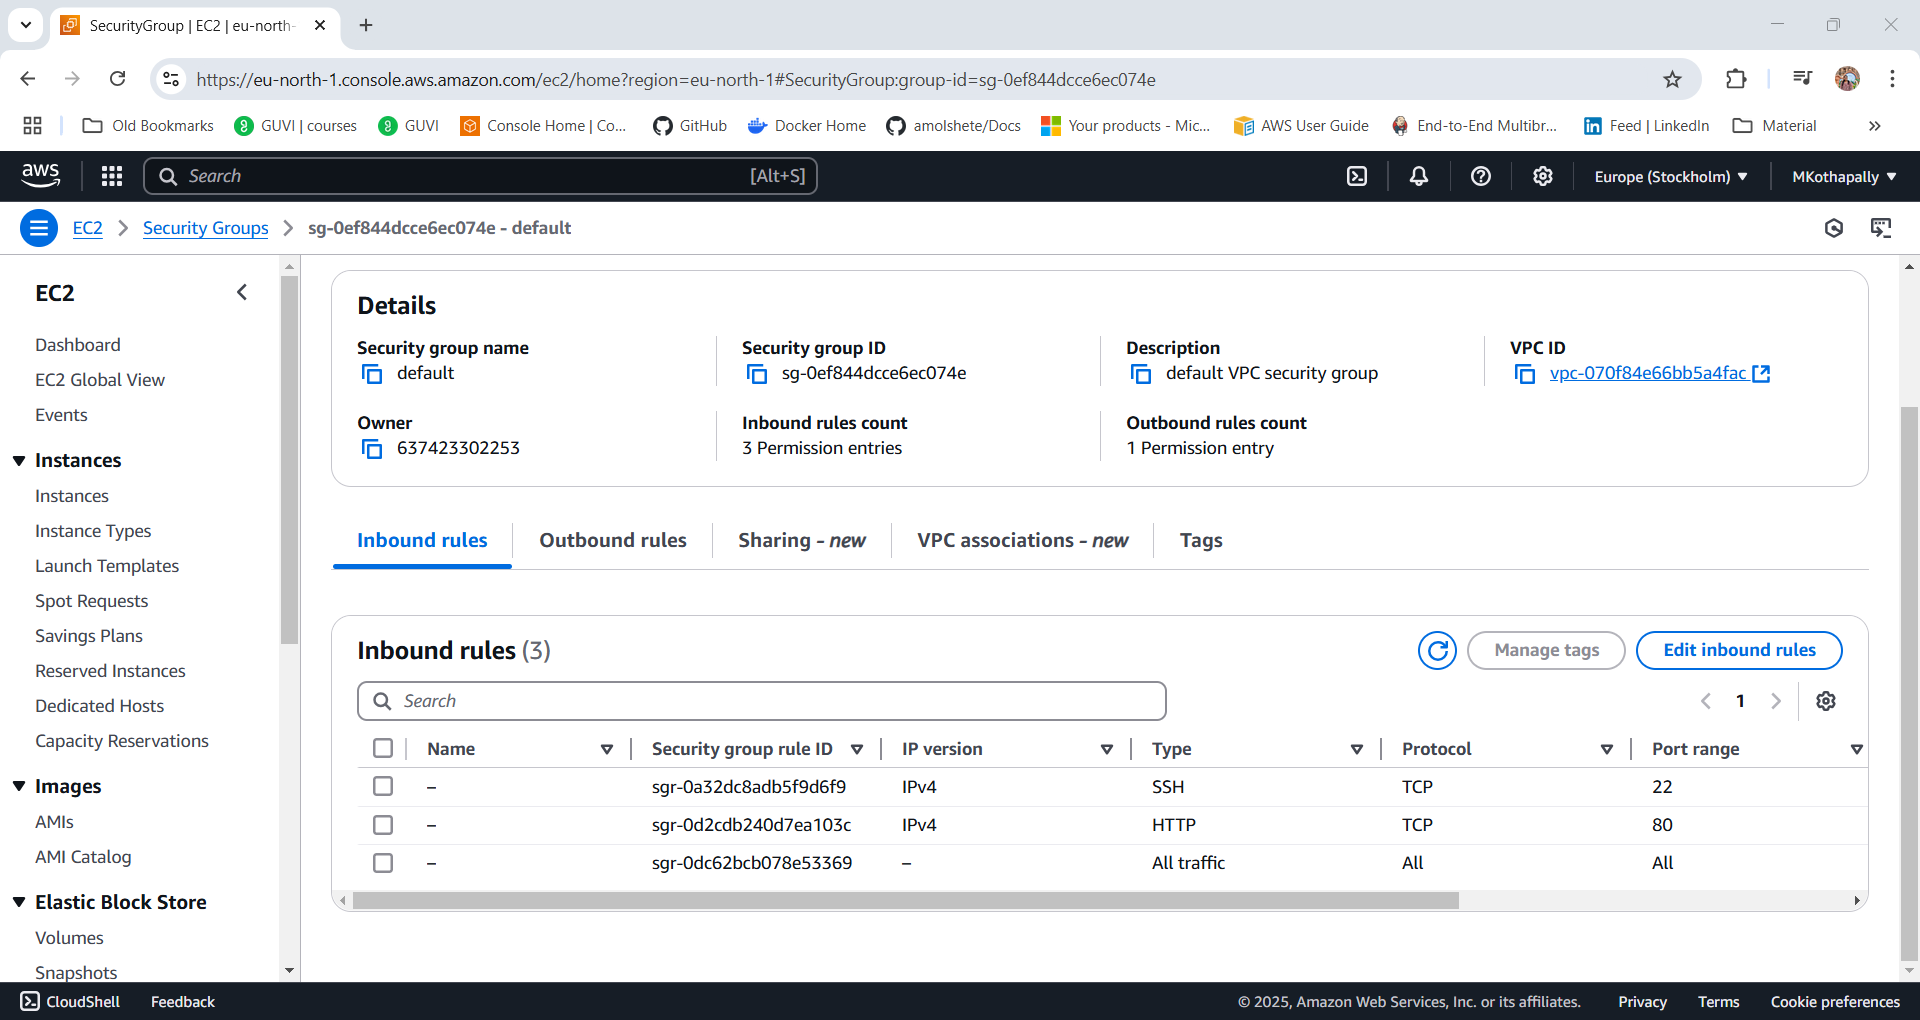 SecurityGroup | EC2 | eu-north-
https://eu-north-1.console.aws.amazon.com/ec2/home?region=eu-north-1#SecurityGroup:group-id=sg-0ef844dcce6ec074e
Old Bookmarks GUVI | courses GUVI Console Home | Co... GitHub Docker Home amolshete/Docs Your products - Mic... AWS User Guide End-to-End Multibr... Feed | LinkedIn Material »
aws Search [Alt+S] Europe (Stockholm) MKothapally
EC2 Security Groups sg-0ef844dcce6ec074e - default
EC2
Dashboard
EC2 Global View
Events
Instances
Instances
Instance Types
Launch Templates
Spot Requests
Savings Plans
Reserved Instances
Dedicated Hosts
Capacity Reservations
Images
AMIs
AMI Catalog
Elastic Block Store
Volumes
Snapshots
Details
Security group name Security group ID Description VPC ID
default sg-0ef844dcce6ec074e default VPC security group vpc-070f84e66bb5a4fac
Owner Inbound rules count Outbound rules count
637423302253 3 Permission entries 1 Permission entry
Inbound rules Outbound rules Sharing - new VPC associations - new Tags
Inbound rules (3) Manage tags Edit inbound rules
Search 1
Name Security group rule ID IP version Type Protocol Port range
– sgr-0a32dc8adb5f9d6f9 IPv4 SSH TCP 22
– sgr-0d2cdb240d7ea103c IPv4 HTTP TCP 80
– sgr-0dc62bcb078e53369 – All traffic All All
CloudShell Feedback © 2025, Amazon Web Services, Inc. or its affiliates. Privacy Terms Cookie preferences